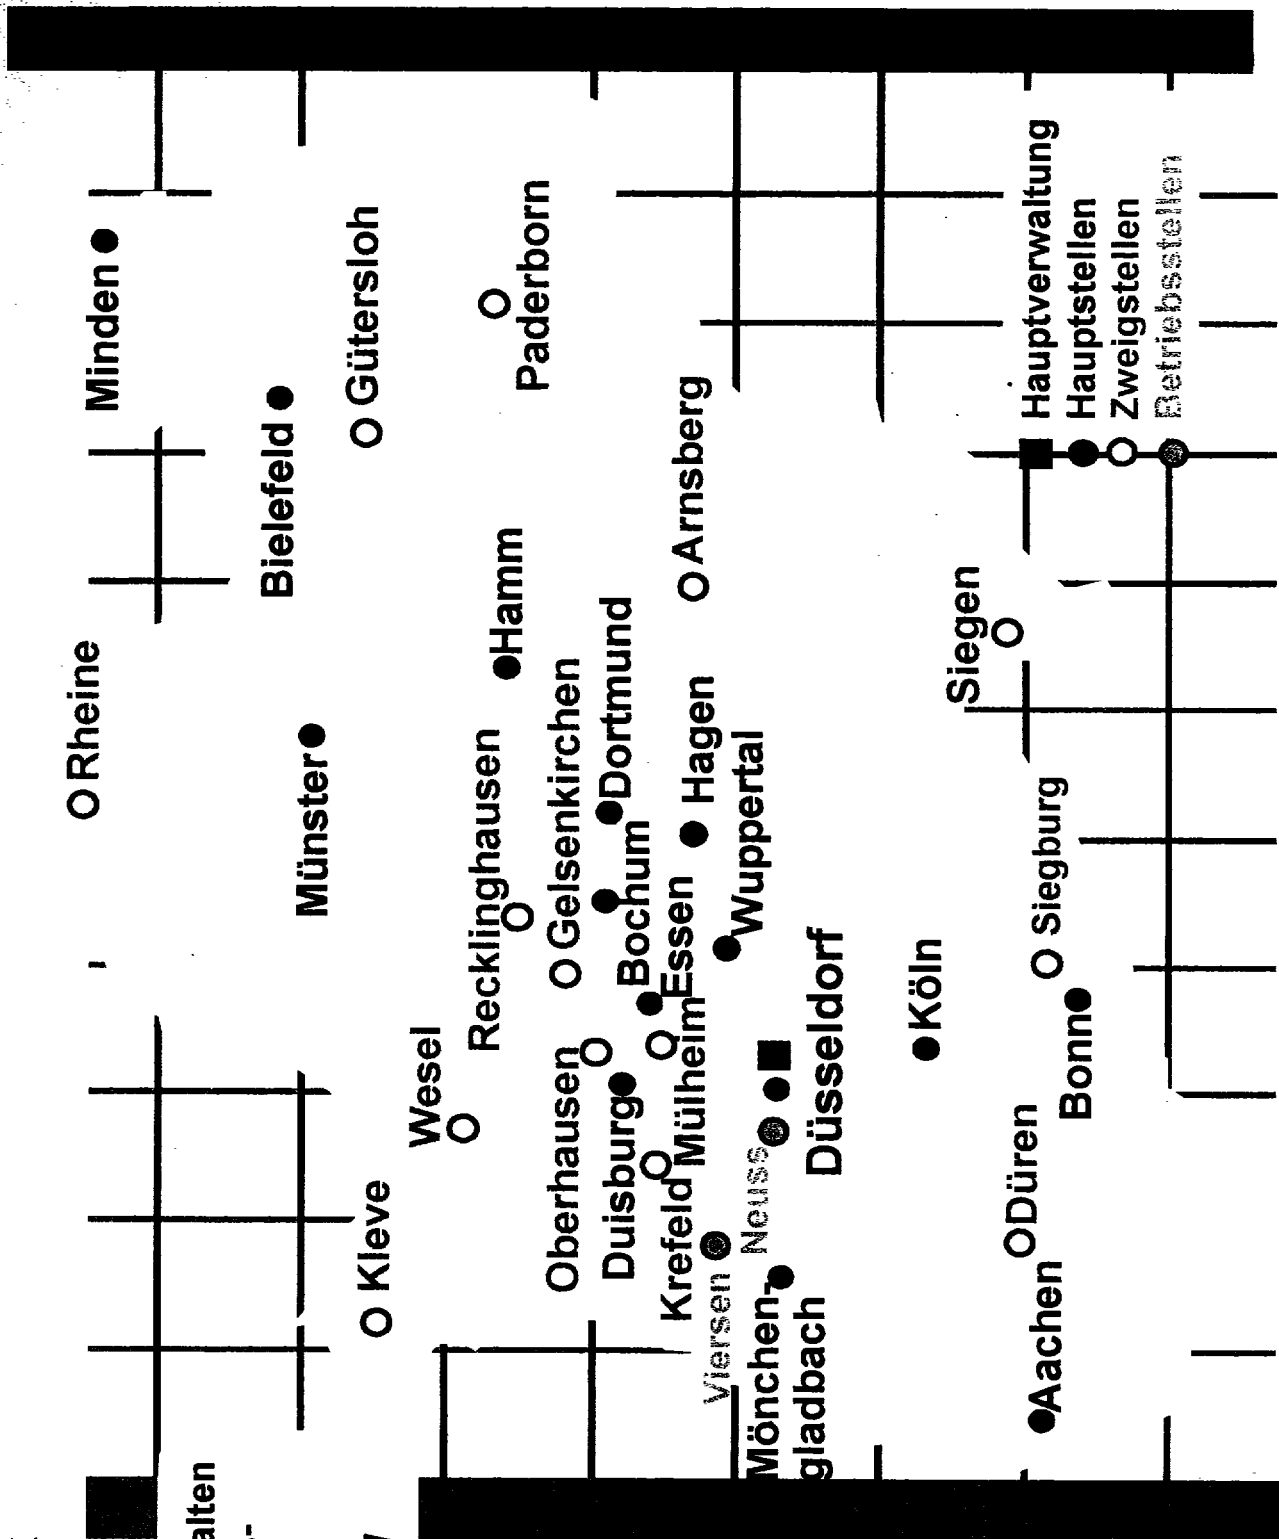 Rheine
Minden
alten
-
Bielefeld
Münster
Gütersloh
Kleve
Wesel
Recklinghausen
Hamm
Paderborn
Oberhausen
Gelsenkirchen
Duisburg
Dortmund
Bochum
Krefeld
Mülheim
Essen
Arnsberg
Hagen
Viersen
Neuss
Wuppertal
Mönchen-
gladbach
Düsseldorf
Köln
Siegen
Düren
Aachen
Siegburg
Bonn
Hauptverwaltung
Hauptstellen
Zweigstellen
Betriebsstellen